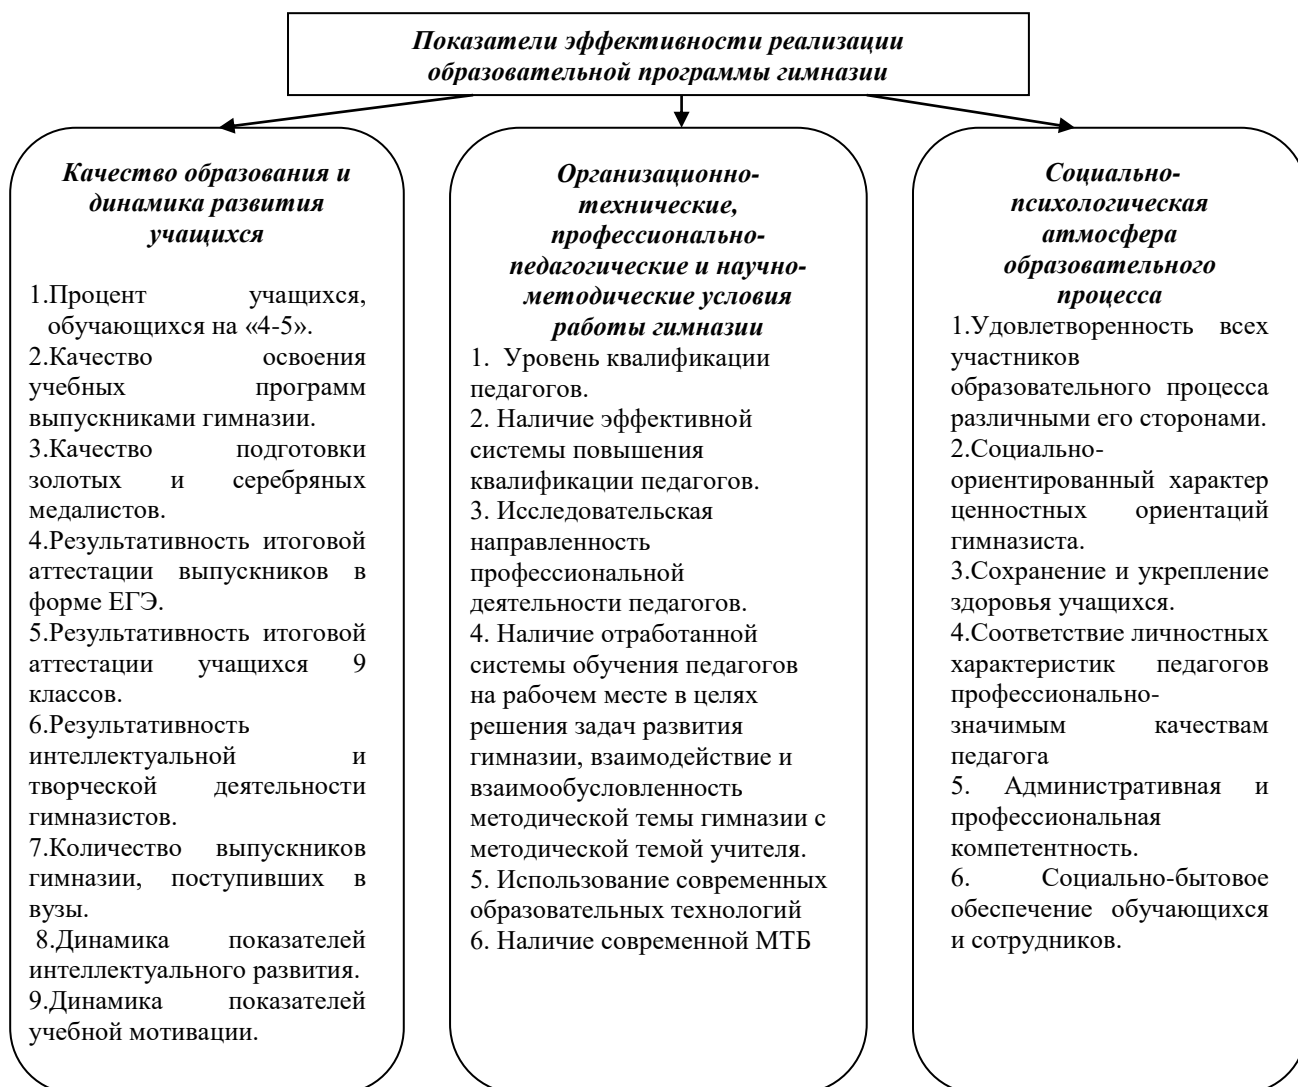 Показатели эффективности реализации
образовательной программы гимназии
Качество образования и
динамика развития
учащихся
1.Процент учащихся,
обучающихся на «4-5».
2.Качество освоения
учебных программ
выпускниками гимназии.
3.Качество подготовки
золотых и серебряных
медалистов.
4.Результативность итоговой
аттестации выпускников в
форме ЕГЭ.
5.Результативность итоговой
аттестации учащихся 9
классов.
6.Результативность
интеллектуальной и
творческой деятельности
гимназистов.
7.Количество выпускников
гимназии, поступивших в
вузы.
8.Динамика показателей
интеллектуального развития.
9.Динамика показателей
учебной мотивации.
Организационно-
технические,
профессионально-
педагогические и научно-
методические условия
работы гимназии
1. Уровень квалификации
педагогов.
2. Наличие эффективной
системы повышения
квалификации педагогов.
3. Исследовательская
направленность
профессиональной
деятельности педагогов.
4. Наличие отработанной
системы обучения педагогов
на рабочем месте в целях
решения задач развития
гимназии, взаимодействие и
взаимообусловленность
методической темы гимназии с
методической темой учителя.
5. Использование современных
образовательных технологий
6. Наличие современной МТБ
Социально-
психологическая
атмосфера
образовательного
процесса
1.Удовлетворенность всех
участников
образовательного процесса
различными его сторонами.
2.Социально-
ориентированный характер
ценностных ориентаций
гимназиста.
3.Сохранение и укрепление
здоровья учащихся.
4.Соответствие личностных
характеристик педагогов
профессионально-
значимым качествам
педагога
5. Административная и
профессиональная
компетентность.
6. Социально-бытовое
обеспечение обучающихся
и сотрудников.